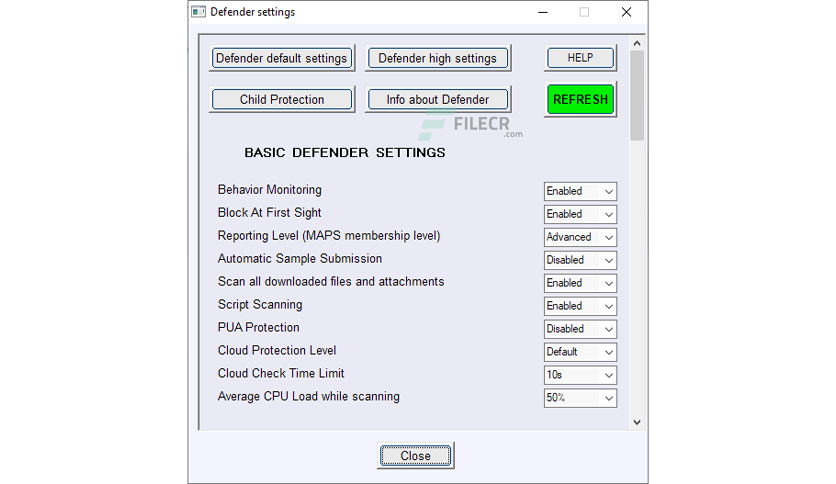 Defender settings
Defender default settings
Defender high settings
HELP
Child Protection
Info about Defender
REFRESH
FILECR
.com
BASIC DEFENDER SETTINGS
Behavior Monitoring Enabled
Block At First Sight Enabled
Reporting Level (MAPS membership level) Advanced
Automatic Sample Submission Disabled
Scan all downloaded files and attachments Enabled
Script Scanning Enabled
PUA Protection Disabled
Cloud Protection Level Default
Cloud Check Time Limit 10s
Average CPU Load while scanning 50%
Close